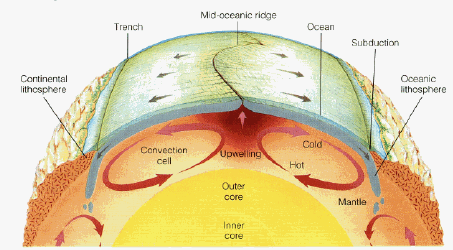 Mid-oceanic ridge
Trench
Ocean
Subduction
Continental
lithosphere
Oceanic
lithosphere
Convection
cell
Upwelling
Cold
Hot
Mantle
Outer
core
Inner
core